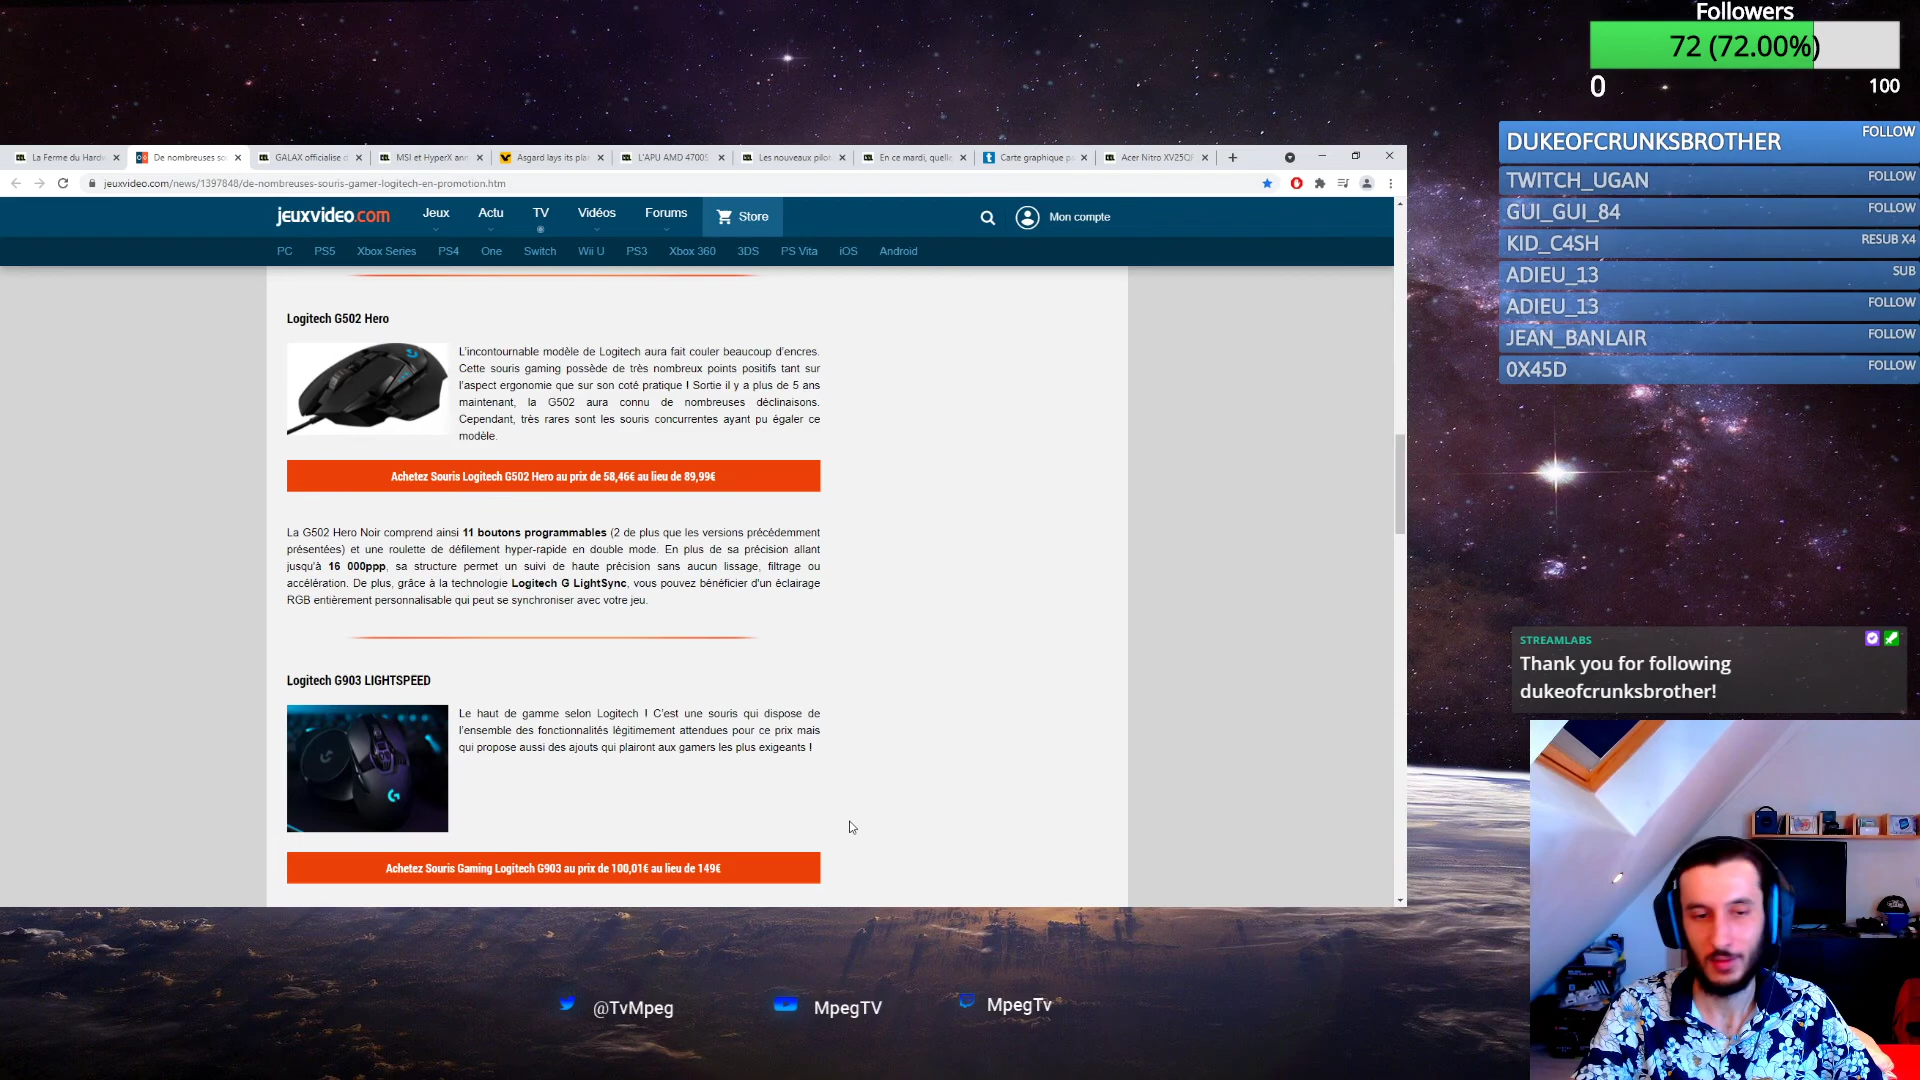 Followers
72 (72.00%)
0
100
DUKEOFCRUNKSBROTHER FOLLOW
TWITCH_UGAN FOLLOW
GUI_GUI_84 FOLLOW
KID_C4SH RESUB X4
ADIEU_13 SUB
ADIEU_13 FOLLOW
JEAN_BANLAIR FOLLOW
0X45D FOLLOW
La Ferme du Hard
De nombreuses so
GALAX officialise d
MSI et HyperX ann
Asgard lays its pla
L'APU AMD 4700S
Les nouveaux pilot
En ce mardi, quelle
Carte graphique p
Acer Nitro XV25QF
jeuxvideo.com/news/1397848/de-nombreuses-souris-gamer-logitech-en-promotion.htm
jeuxvideo.com
Jeux
Actu
TV
Vidéos
Forums
Store
Mon compte
PC
PS5
Xbox Series
PS4
One
Switch
Wii U
PS3
Xbox 360
3DS
PS Vita
iOS
Android
Logitech G502 Hero
L'incontournable modèle de Logitech aura fait couler beaucoup d'encres.
Cette souris gaming possède de très nombreux points positifs tant sur
l'aspect ergonomie que sur son coté pratique ! Sortie il y a plus de 5 ans
maintenant, la G502 aura connu de nombreuses déclinaisons.
Cependant, très rares sont les souris concurrentes ayant pu égaler ce
modèle.
Achetez Souris Logitech G502 Hero au prix de 58,46€ au lieu de 89,99€
La G502 Hero Noir comprend ainsi 11 boutons programmables (2 de plus que les versions précédemment
présentées) et une roulette de défilement hyper-rapide en double mode. En plus de sa précision allant
jusqu'à 16 000ppp, sa structure permet un suivi de haute précision sans aucun lissage, filtrage ou
accélération. De plus, grâce à la technologie Logitech G LightSync, vous pouvez bénéficier d'un éclairage
RGB entièrement personnalisable qui peut se synchroniser avec votre jeu.
Logitech G903 LIGHTSPEED
Le haut de gamme selon Logitech ! C'est une souris qui dispose de
l'ensemble des fonctionnalités légitimement attendues pour ce prix mais
qui propose aussi des ajouts qui plairont aux gamers les plus exigeants !
Achetez Souris Gaming Logitech G903 au prix de 100,01€ au lieu de 149€
STREAMLABS
Thank you for following
dukeofcrunksbrother!
@TvMpeg
MpegTV
MpegTv